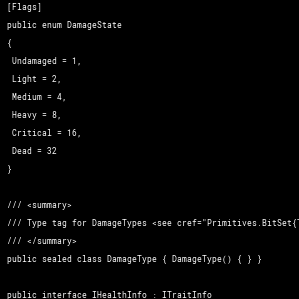 [Flags]
public enum DamageState
{
Undamaged = 1,
Light = 2,
Medium = 4,
Heavy = 8,
Critical = 16,
Dead = 32
}
/// <summary>
/// Type tag for DamageTypes <see cref="Primitives.BitSet{
/// </summary>
public sealed class DamageType { DamageType() { } }
public interface IHealthInfo : ITraitInfo